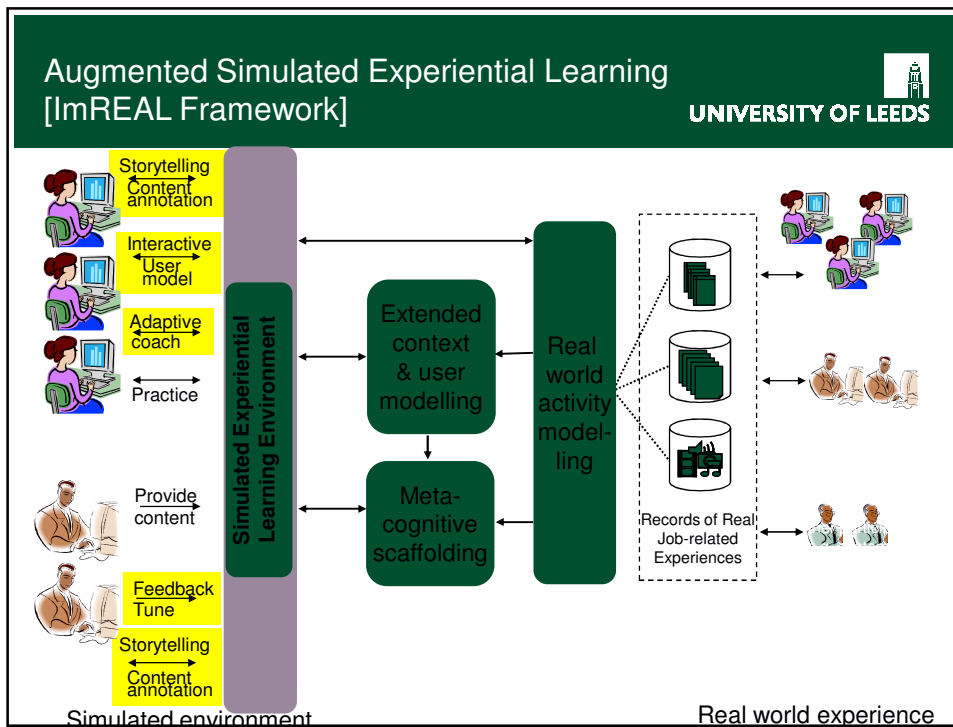 Augmented Simulated Experiential Learning
[ImREAL Framework]
UNIVERSITY OF LEEDS
Storytelling
Content
annotation
Interactive
User
model
Adaptive
coach
Practice
Provide
content
Feedback
Tune
Storytelling
Content
annotation
Simulated Experiential
Learning Environment
Extended
context
& user
modelling
Meta-
cognitive
scaffolding
Real
world
activity
model-
ling
Records of Real
Job-related
Experiences
Simulated environment
Real world experience